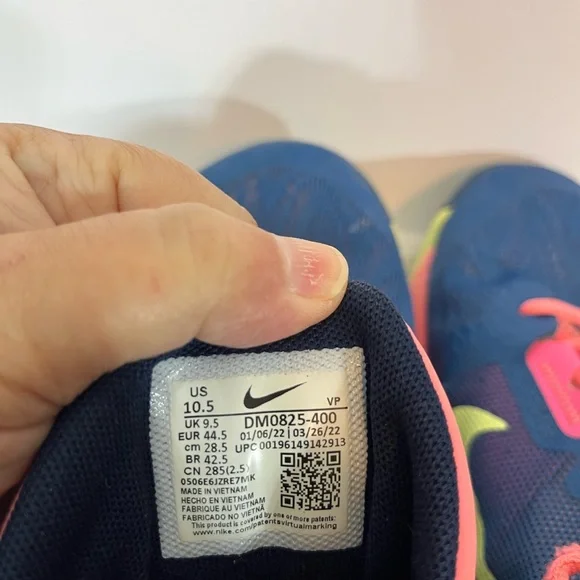 US
10.5
VP
UK 9.5
DM0825-400
EUR 44.5
01/06/22 | 03/26/22
cm 28.5
UPC 00196149142913
BR 42.5
CN 285(2.5)
0506E6JZRE7MK
MADE IN VIETNAM
HECHO EN VIETNAM
FABRIQUE AU VIETNAM
FABRICADO NO VIETNÃ
This product is covered by one or more patents:
www.nike.com/patentsvirtualmarking